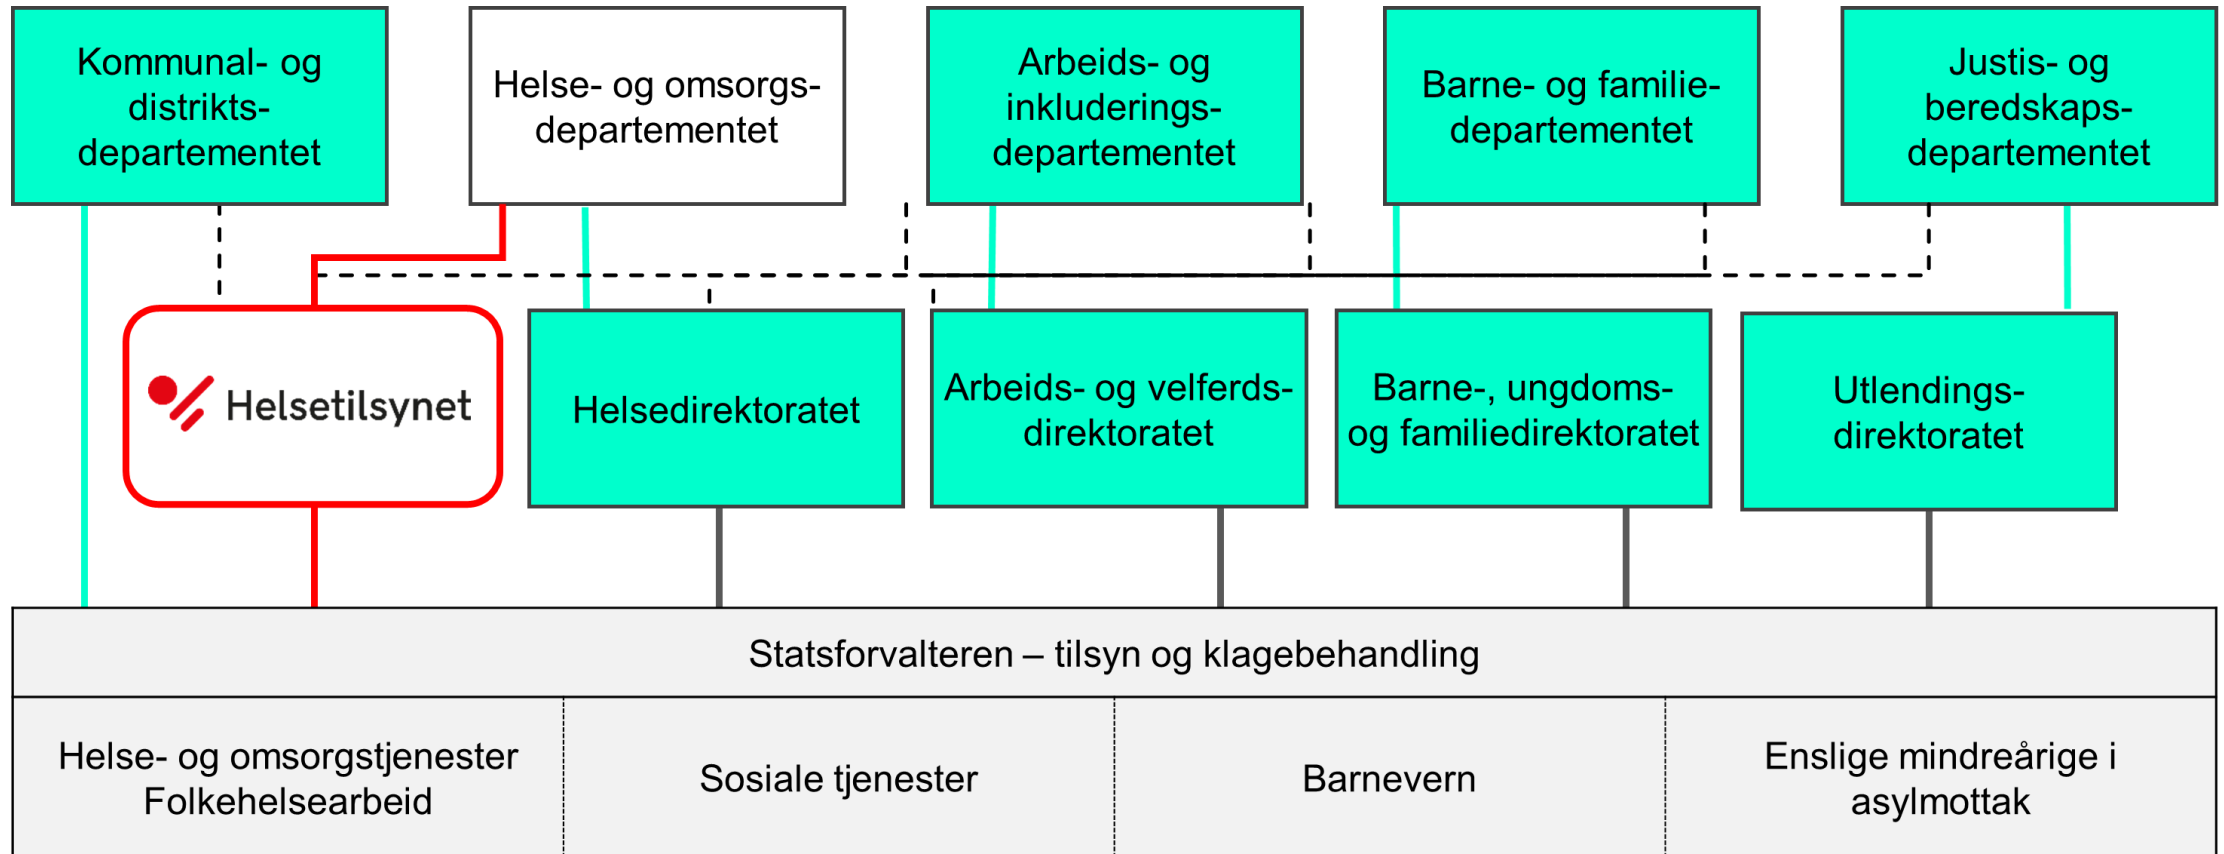 Kommunal- og
distrikts-
departementet
Helse- og omsorgs-
departementet
Arbeids- og
inkluderings-
departementet
Barne- og familie-
departementet
Justis- og
beredskaps-
departementet
Helsetilsynet
Helsedirektoratet
Arbeids- og velferds-
direktoratet
Barne-, ungdoms-
og familiedirektoratet
Utlendings-
direktoratet
Statsforvalteren – tilsyn og klagebehandling
Helse- og omsorgstjenester
Folkehelsearbeid
Sosiale tjenester
Barnevern
Enslige mindreårige i
asylmottak